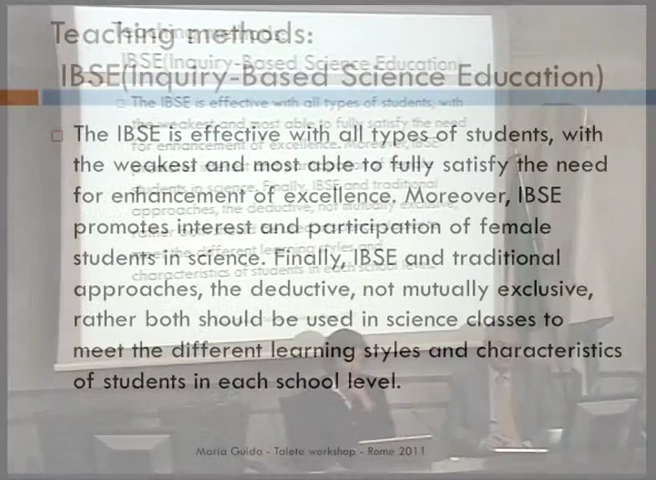 Teaching methods:
IBSE(Inquiry-Based Science Education)
The IBSE is effective with all types of students, with
the weakest and most able to fully satisfy the need
for enhancement of excellence. Moreover, IBSE
promotes interest and participation of female
students in science. Finally, IBSE and traditional
approaches, the deductive, not mutually exclusive,
rather both should be used in science classes to
meet the different learning styles and characteristics
of students in each school level.
Maria Guida - Talete workshop - Rome 2011